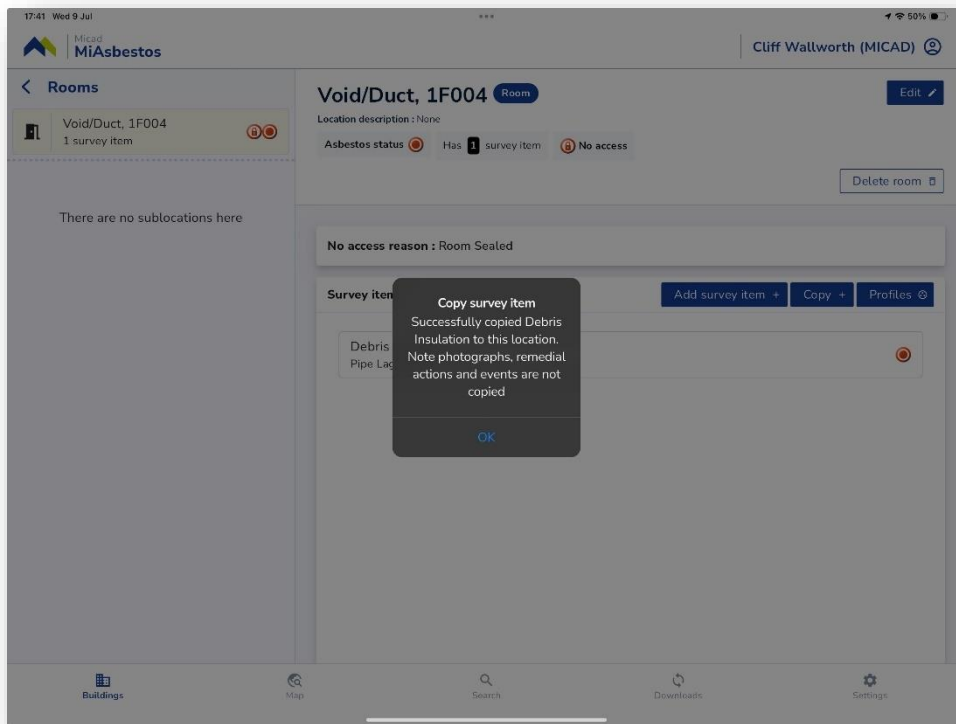 17:41 Wed 9 Jul
50%
Micad
MiAsbestos
Cliff Wallworth (MICAD)
Rooms
Void/Duct, 1F004
1 survey item
There are no sublocations here
Void/Duct, 1F004 Room
Edit
Location description : None
Asbestos status Has 1 survey item No access
Delete room
No access reason : Room Sealed
Survey item
Add survey item + Copy + Profiles
Debris
Pipe Lag
Copy survey item
Successfully copied Debris
Insulation to this location.
Note photographs, remedial
actions and events are not
copied
OK
Buildings Map Search Downloads Settings